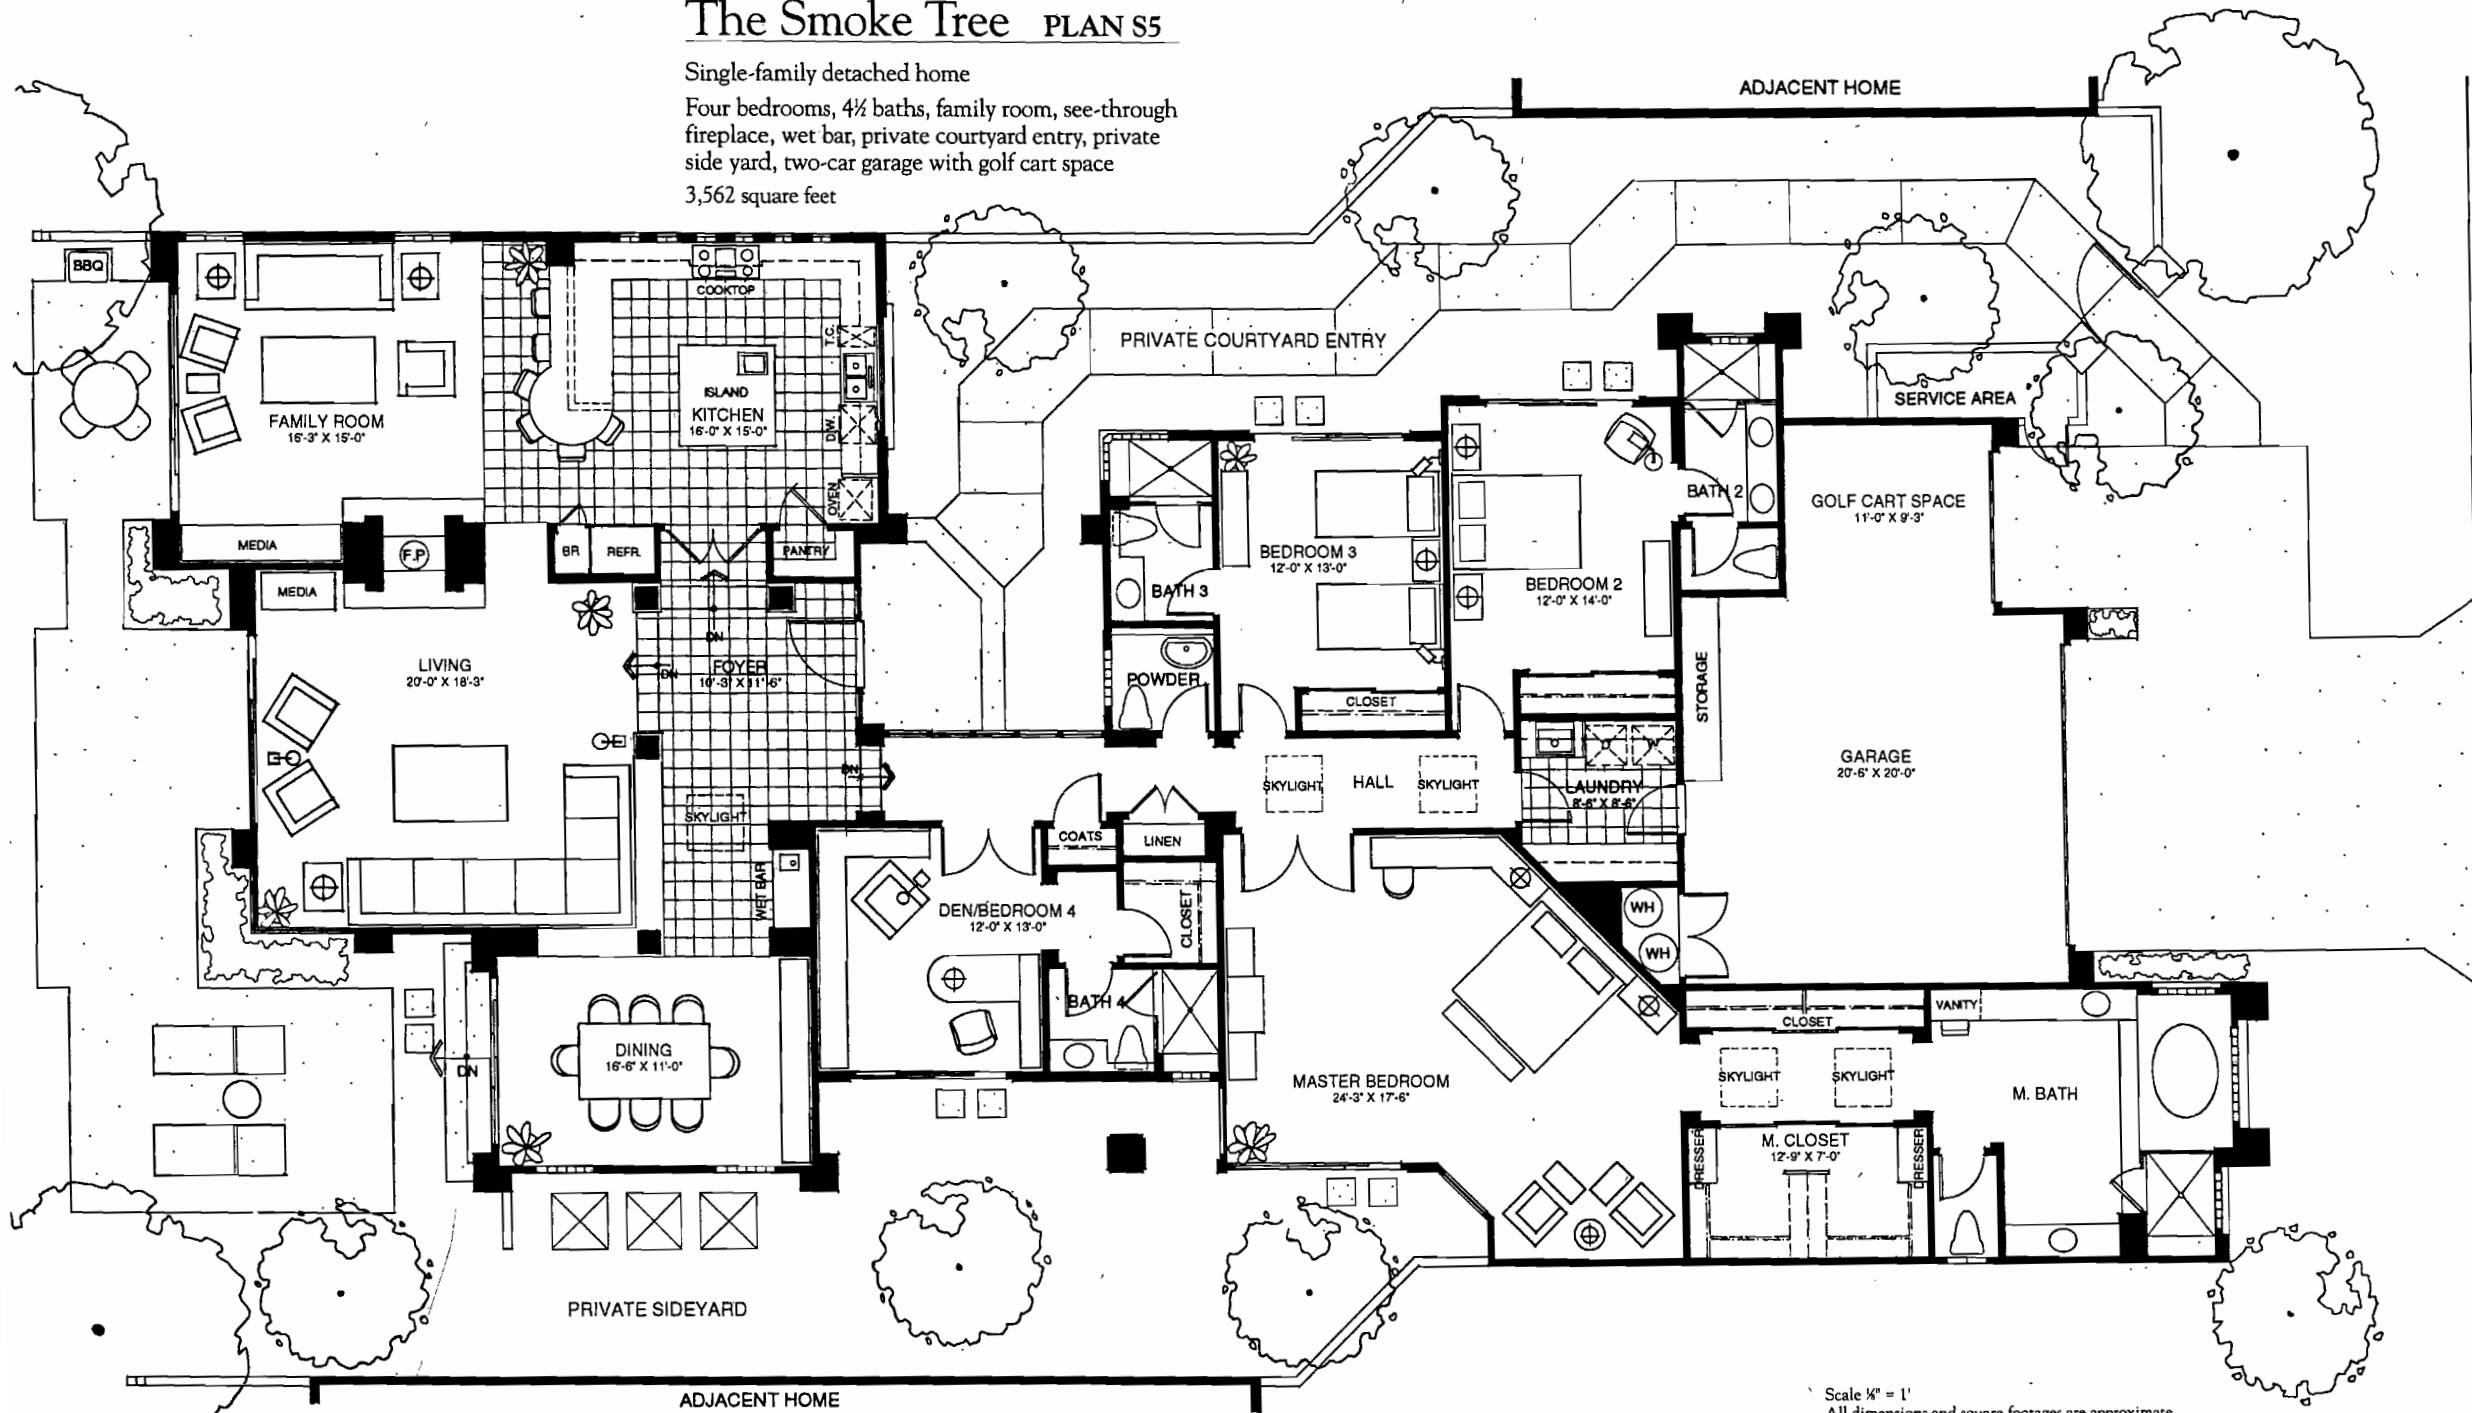 The Smoke Tree PLAN S5
Single-family detached home
Four bedrooms, 4½ baths, family room, see-through
fireplace, wet bar, private courtyard entry, private
side yard, two-car garage with golf cart space
3,562 square feet
ADJACENT HOME
BBQ
COOKTOP
T.C.
PRIVATE COURTYARD ENTRY
ISLAND
KITCHEN
16'-0" X 15'-0"
FAMILY ROOM
16'-3" X 15'-0"
D.W.
OVEN
SERVICE AREA
BATH 2
GOLF CART SPACE
11'-0" X 9'-3"
MEDIA
F.P
BR
REFR.
PANTRY
BEDROOM 3
12'-0" X 13'-0"
MEDIA
BATH 3
BEDROOM 2
12'-0" X 14'-0"
DN
LIVING
20'-0" X 18'-3"
DN
FOYER
10'-3" X 11'-6"
POWDER
CLOSET
STORAGE
DN
SKYLIGHT
HALL
SKYLIGHT
LAUNDRY
8'-6" X 8'-6"
D
W
GARAGE
20'-6" X 20'-0"
SKYLIGHT
COATS
LINEN
WET BAR
DEN/BEDROOM 4
12'-0" X 13'-0"
CLOSET
WH
WH
BATH 4
VANITY
CLOSET
DINING
16'-6" X 11'-0"
DN
MASTER BEDROOM
24'-3" X 17'-6"
SKYLIGHT
SKYLIGHT
M. BATH
DRESSER
M. CLOSET
12'-9" X 7'-0"
DRESSER
PRIVATE SIDEYARD
ADJACENT HOME
Scale ⅛" = 1'
All dimensions and square footages are approximate